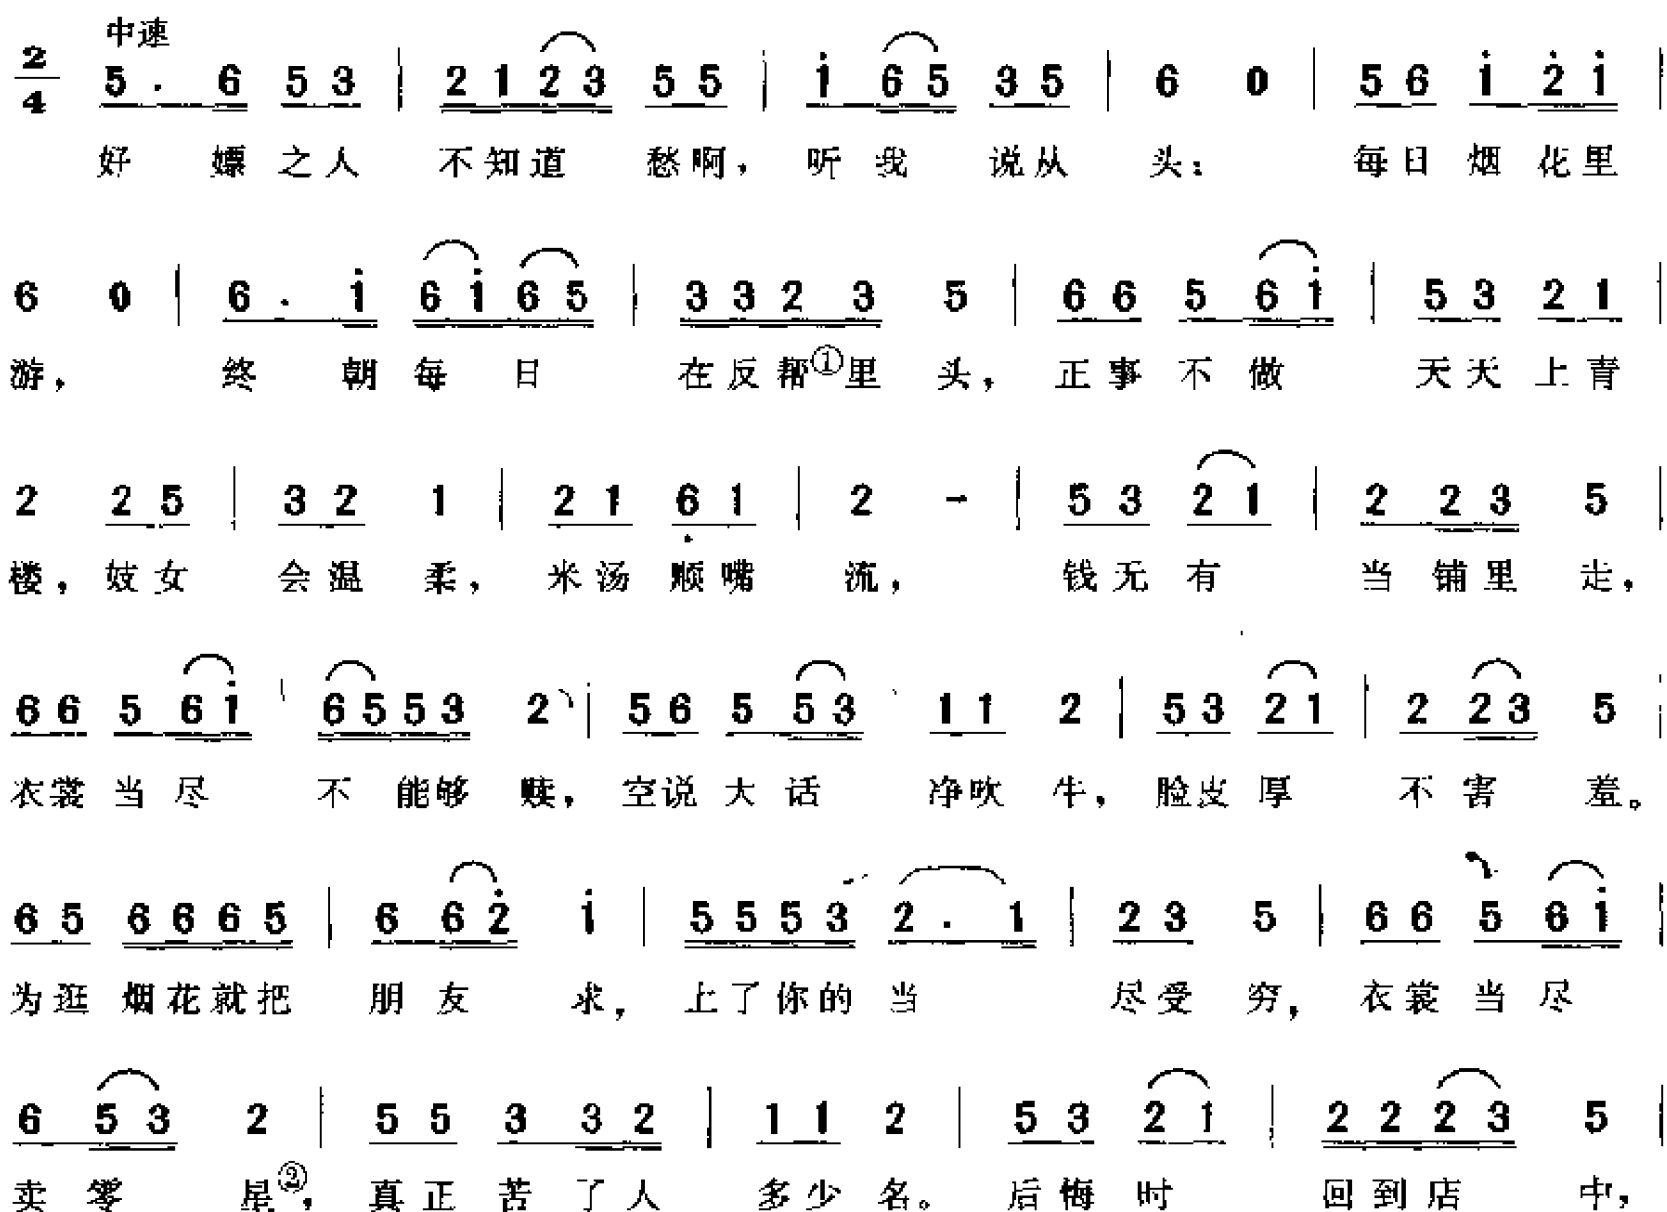 中速
2/4 5. 6 5 3 | 2 1 2 3 5 5 | i 6 5 3 5 | 6 0 | 5 6 i 2̇ i |
好 嫖 之 人 不 知 道 愁 啊， 听 我 说 从 头： 每 日 烟 花 里
6 0 | 6. i 6 i 6 5 | 3 3 2 3 5 | 6 6 5 6 i | 5 3 2 1 |
游， 终 朝 每 日 在 反 帮① 里 头， 正 事 不 做 天 天 上 青
2 2 5 | 3 2 1 | 2 1 6̣ 1 | 2 - | 5 3 2 1 | 2 2 3 5 |
楼， 妓 女 会 温 柔， 米 汤 顺 嘴 流， 钱 无 有 当 铺 里 走，
6 6 5 6 i | 6 5 5 3 2 | 5 6 5 5 3 | 1 1 2 | 5 3 2 1 | 2 2 3 5 |
衣 裳 当 尽 不 能 够 赎， 空 说 大 话 净 吹 牛， 脸 皮 厚 不 害 羞。
6 5 6 6 6 5 | 6 6 2̇ i | 5 5 5 3 2. 1 | 2 3 5 | 6 6 5 6 i |
为 逛 烟 花 就 把 朋 友 求， 上 了 你 的 当 尽 受 穷， 衣 裳 当 尽
6 5 3 2 | 5 5 3 3 2 | 1 1 2 | 5 3 2 1 | 2 2 2 3 5 |
卖 零 星②， 真 正 苦 了 人 多 少 名。 后 悔 时 回 到 店 中，